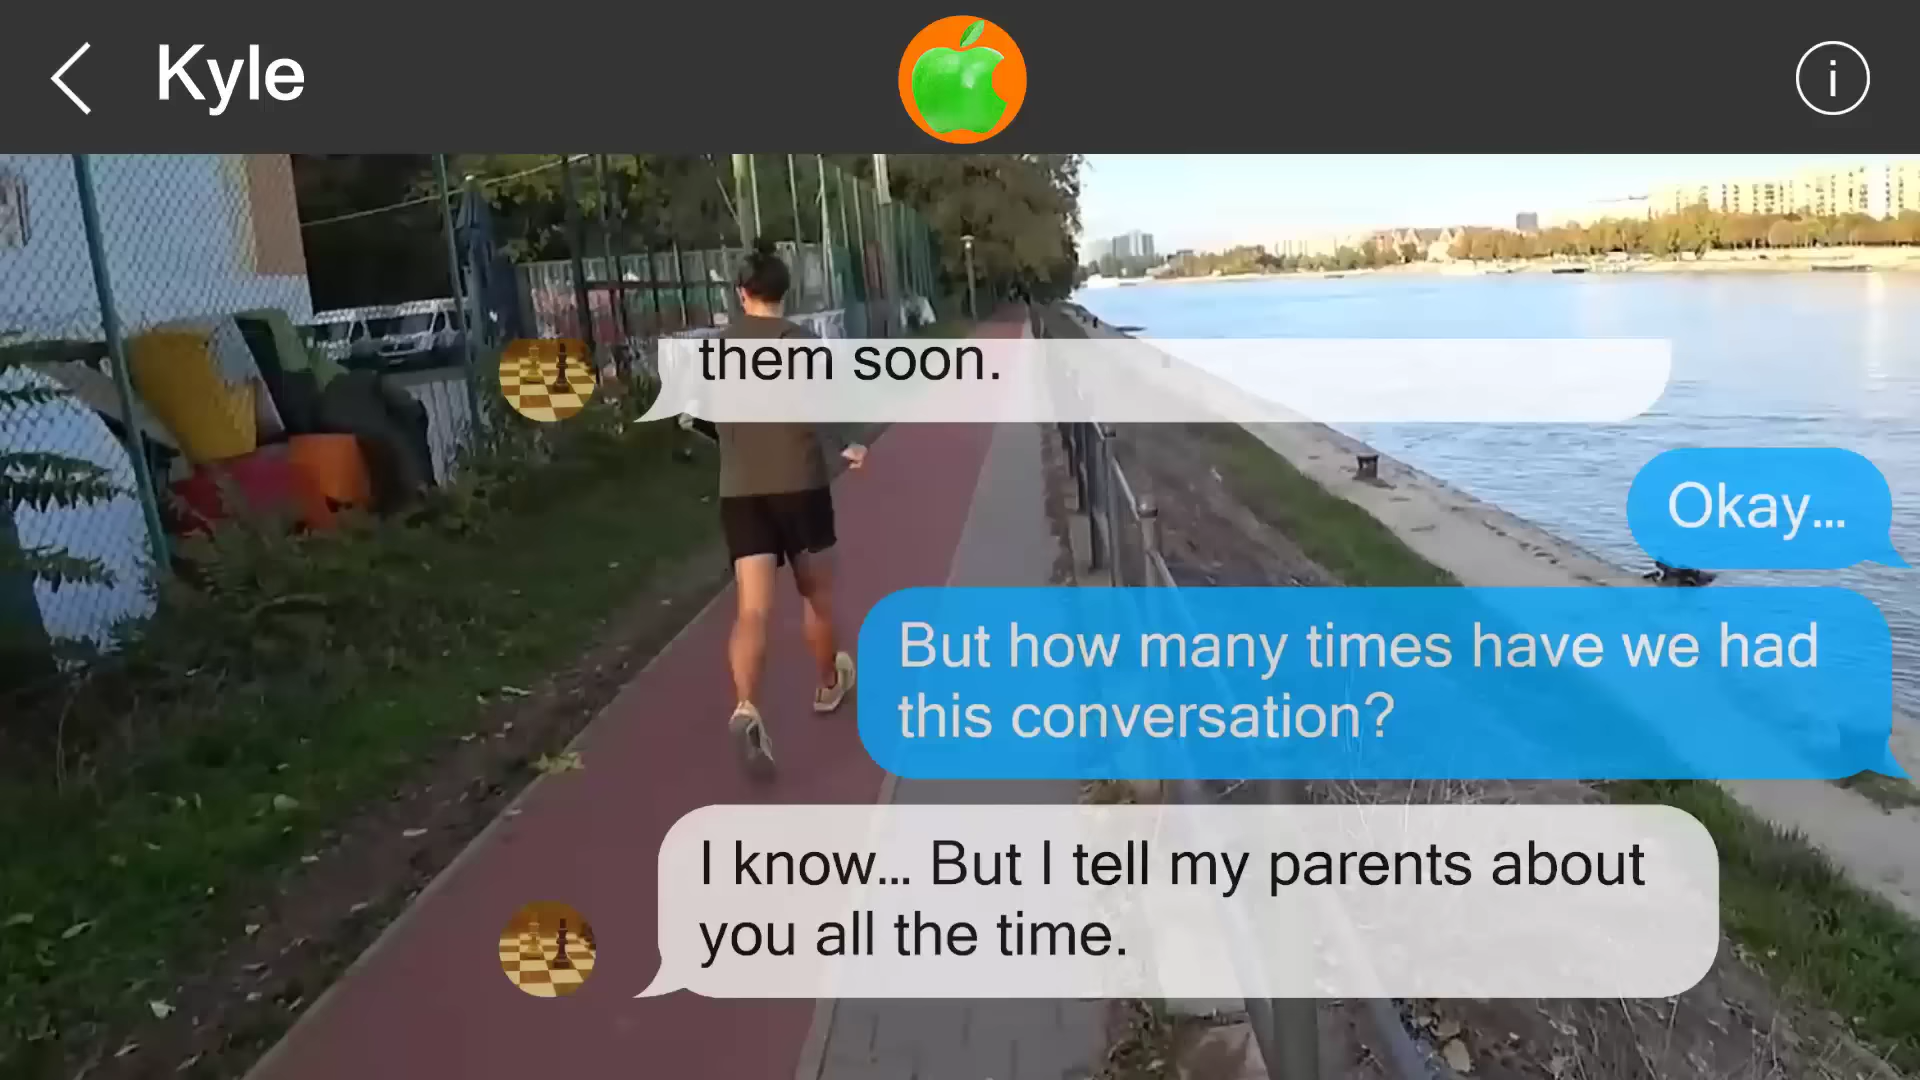 Kyle
i
them soon.
Okay...
But how many times have we had
this conversation?
I know... But I tell my parents about
you all the time.